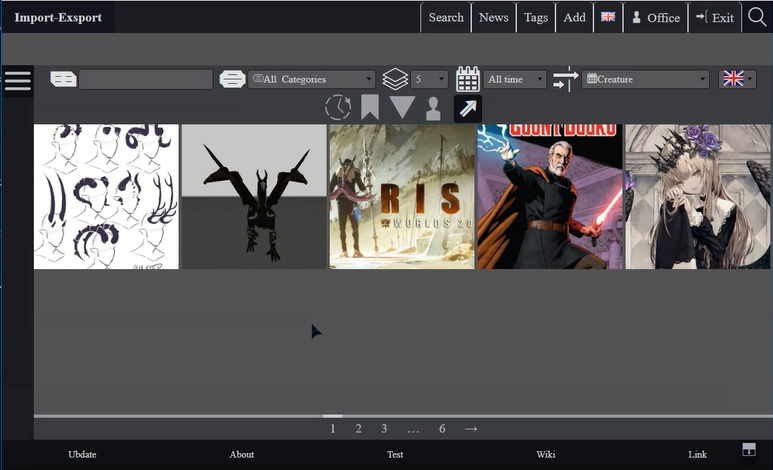 Import-Exsport
Search
News
Tags
Add
Office
Exit
All Categories
5
All time
Creature
COUNT DOOKU
RIS
WORLDS 20
1 2 3 ... 6 →
Ubdate
About
Test
Wiki
Link